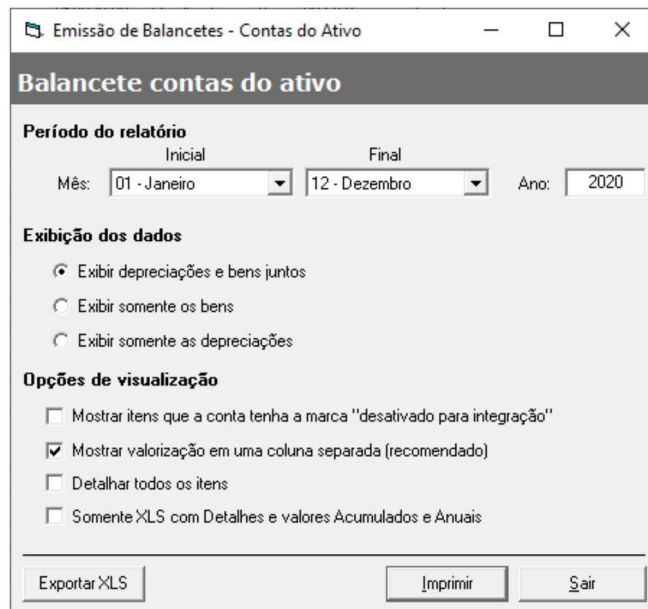 Emissão de Balancetes - Contas do Ativo
Balancete contas do ativo
Período do relatório
Inicial Final
Mês: 01 - Janeiro 12 - Dezembro Ano: 2020
Exibição dos dados
Exibir depreciações e bens juntos
Exibir somente os bens
Exibir somente as depreciações
Opções de visualização
Mostrar itens que a conta tenha a marca "desativado para integração"
Mostrar valorização em uma coluna separada (recomendado)
Detalhar todos os itens
Somente XLS com Detalhes e valores Acumulados e Anuais
Exportar XLS Imprimir Sair